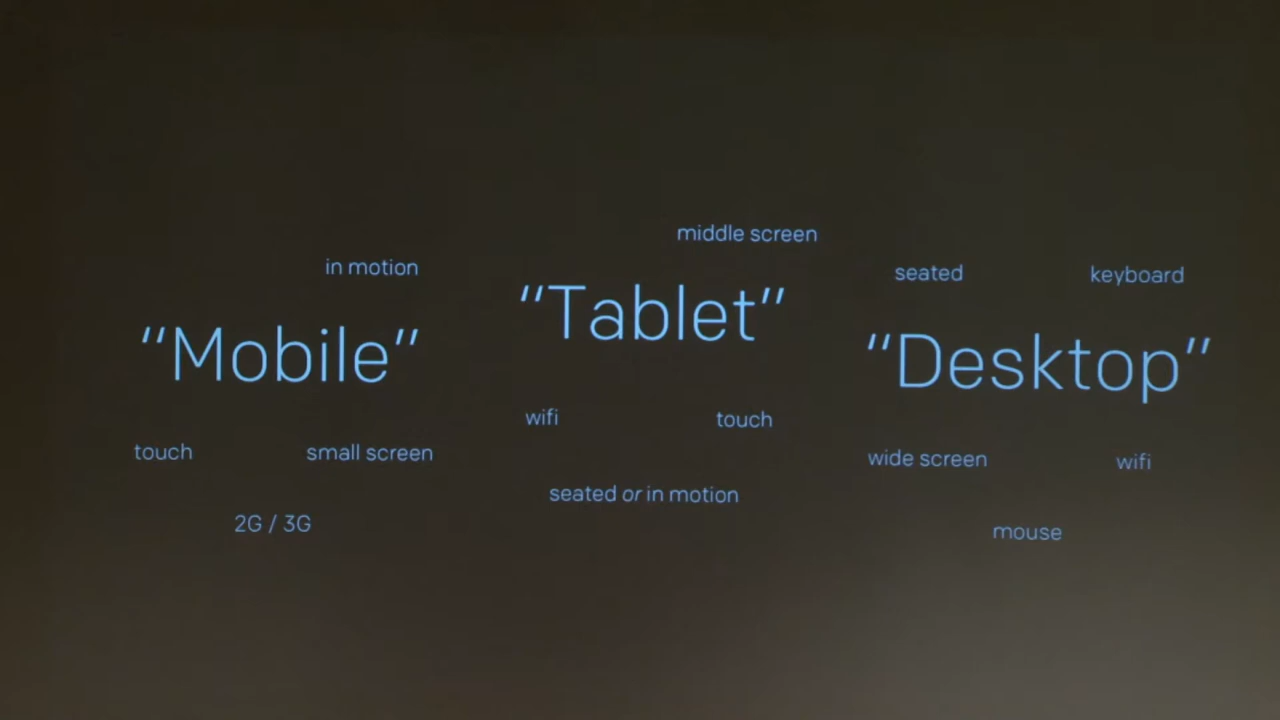 in motion
“Mobile”
touch
small screen
2G / 3G
middle screen
“Tablet”
wifi
touch
seated or in motion
seated
keyboard
“Desktop”
wide screen
wifi
mouse